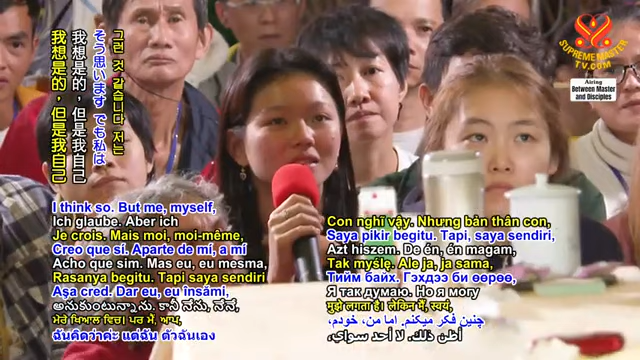 我想是的，但是我自己
我想是的，但是我自己
そう思います でも私は
그런 것 같습니다 저는
SUPREME MASTER
TV.COM
Airing
Between Master
and Disciples
I think so. But me, myself,
Ich glaube. Aber ich
Je crois. Mais moi, moi-même,
Creo que sí. Aparte de mí, a mí
Acho que sim. Mas eu, eu mesma,
Rasanya begitu. Tapi saya sendiri
Aşa cred. Dar eu, eu însămi,
అనుకుంటున్నాను. కానీ నేను, నేనే,
ਮੇਰੇ ਖਿਆਲ ਵਿਚ। ਪਰ ਮੈਂ, ਆਪ,
ฉันคิดว่าค่ะ แต่ฉัน ตัวฉันเอง
Con nghĩ vậy. Nhưng bản thân con,
Saya pikir begitu. Tapi, saya sendiri,
Azt hiszem. De én, én magam,
Tak myślę. Ale ja, ja sama,
Тийм байх. Гэхдээ би өөрөө,
Я так думаю. Но я могу
मुझे लगता है। लेकिन मैं, स्वयं,
چنین فکر میکنم. اما من، خودم،
أظن ذلك، لا أحد سواي،